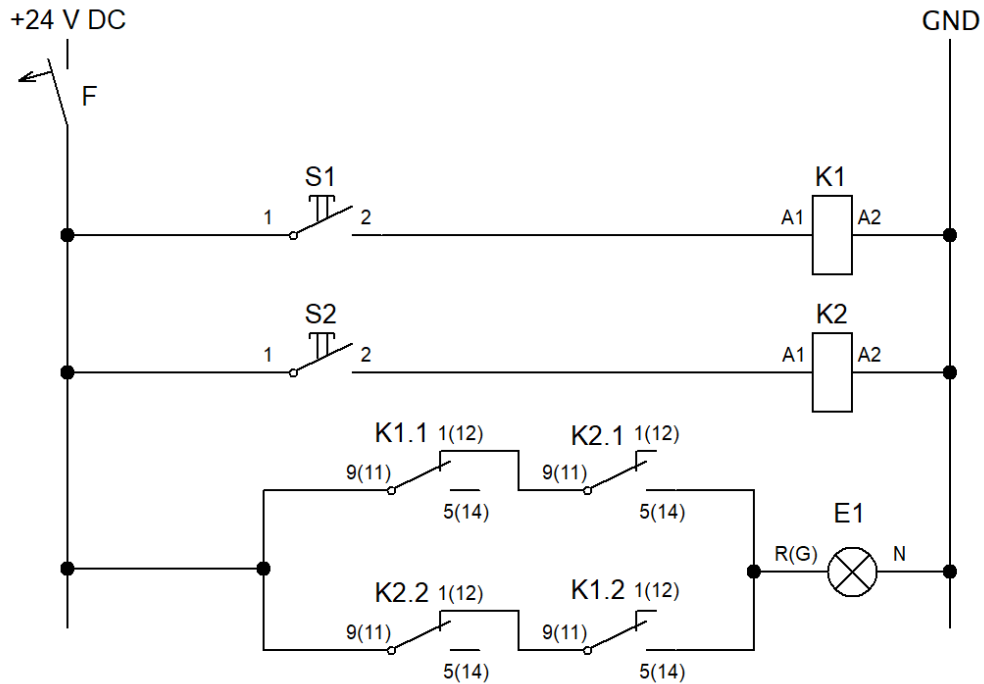 +24 V DC GND
F
S1 K1
1 2 A1 A2
S2 K2
1 2 A1 A2
K1.1 1(12) K2.1 1(12)
9(11) 9(11)
5(14) 5(14)
E1
R(G) N
K2.2 1(12) K1.2 1(12)
9(11) 9(11)
5(14) 5(14)